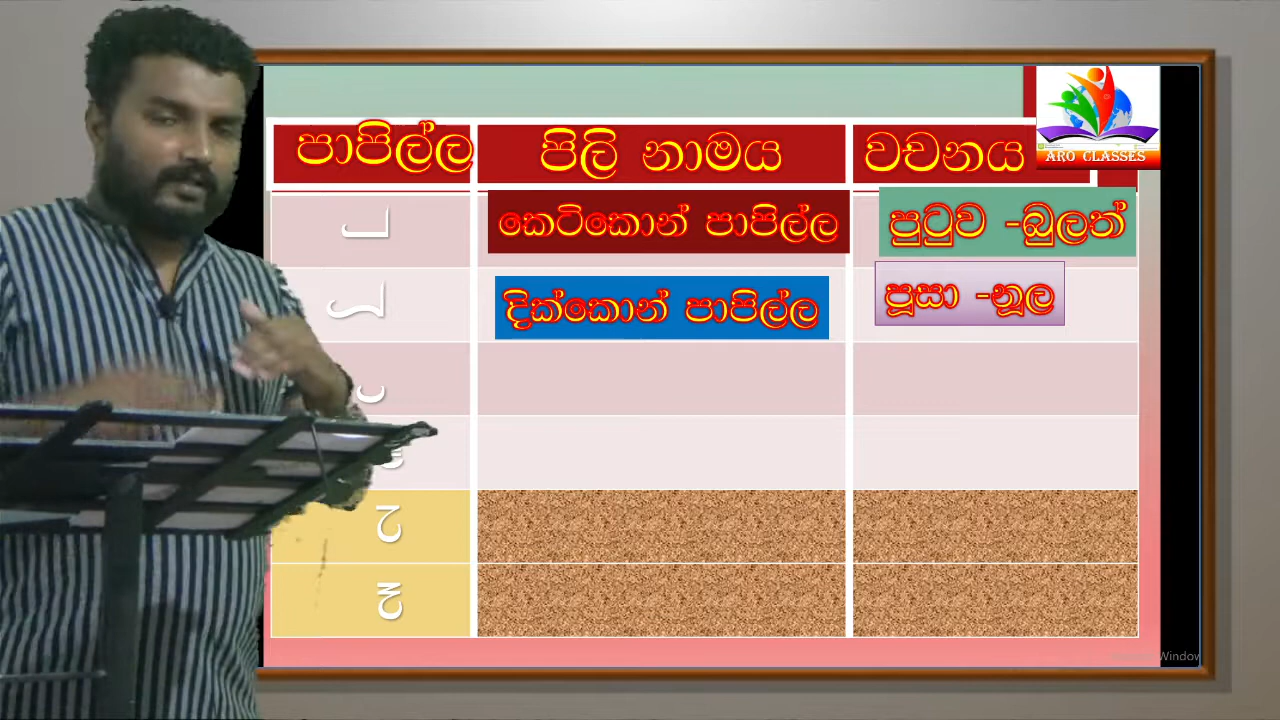 පාපිල්ල පිලි නාමය වචනය
ARO CLASSES
කෙටිකොන් පාපිල්ල පුටුව -බුලත්
දික්කොන් පාපිල්ල පූසා -නූල